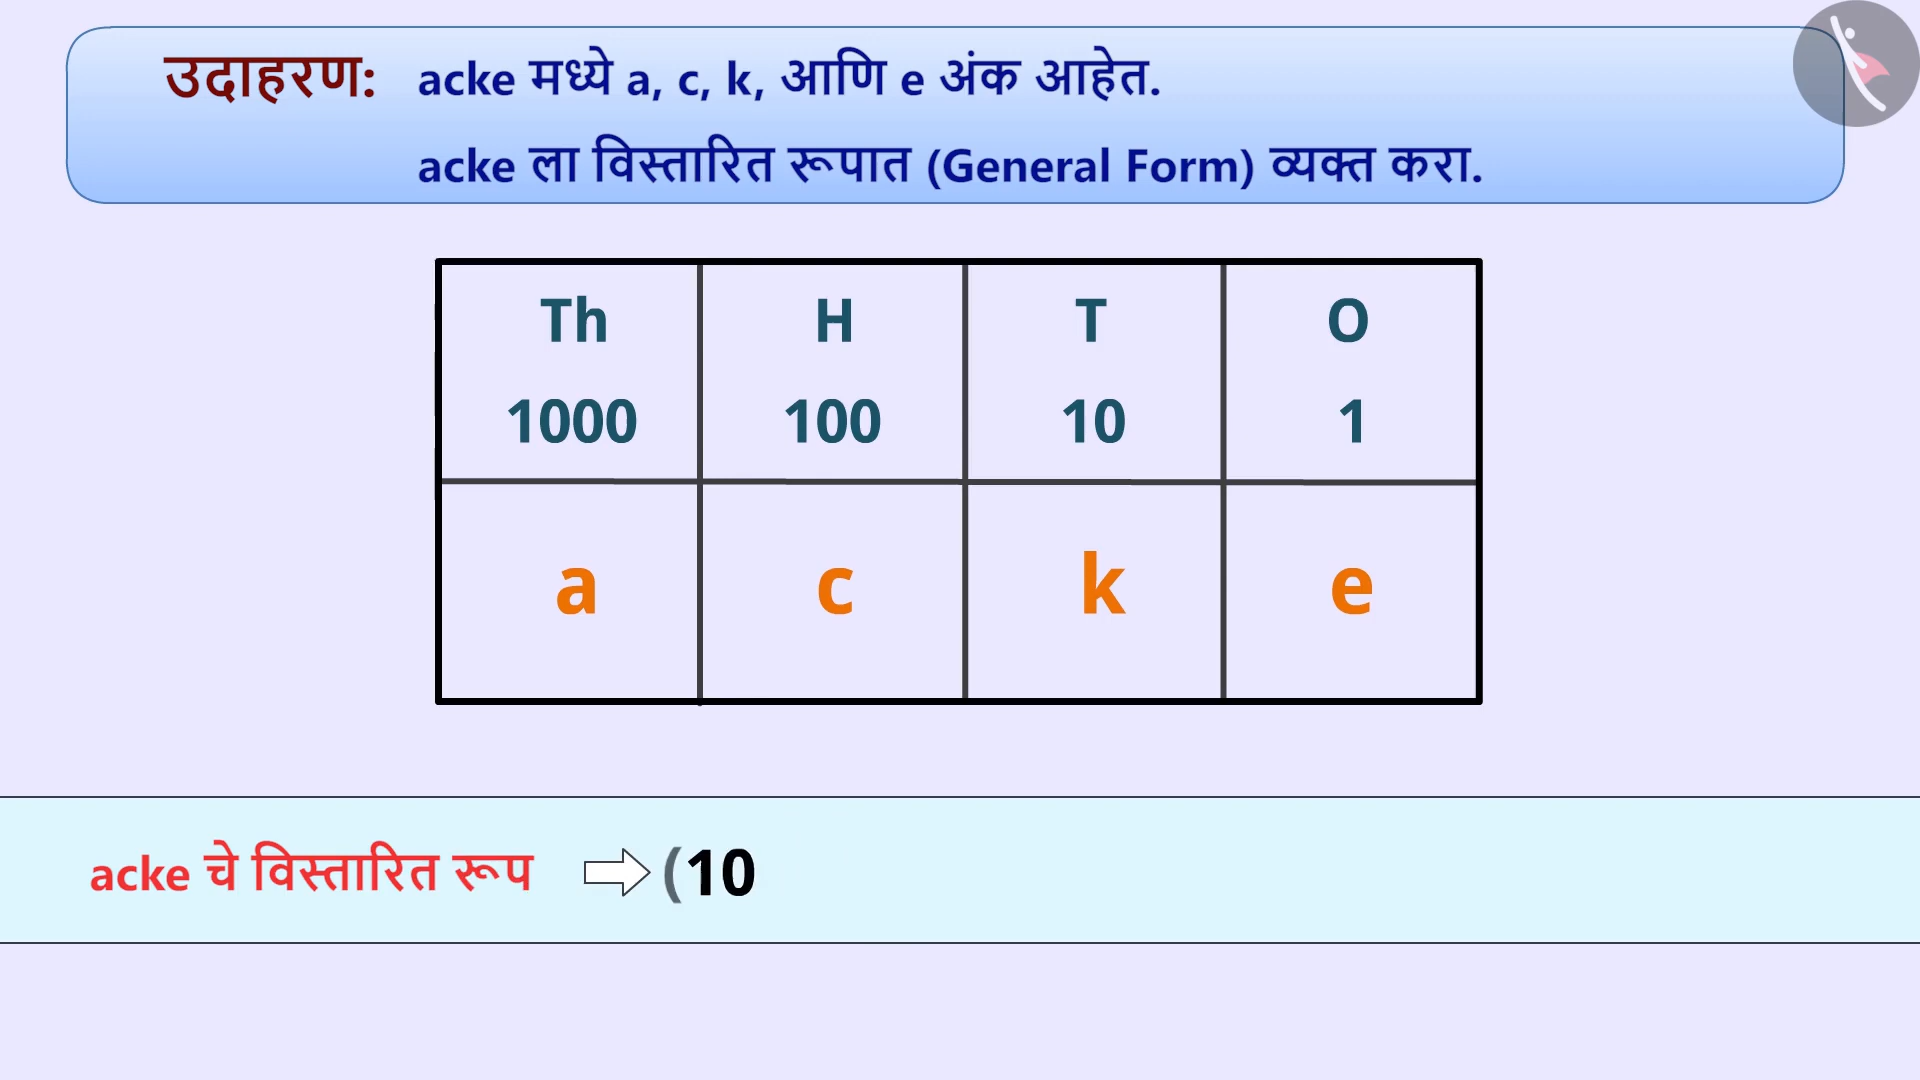 उदाहरण: acke मध्ये a, c, k, आणि e अंक आहेत.
acke ला विस्तारित रूपात (General Form) व्यक्त करा.
Th H T O
1000 100 10 1
a c k e
acke चे विस्तारित रूप (10